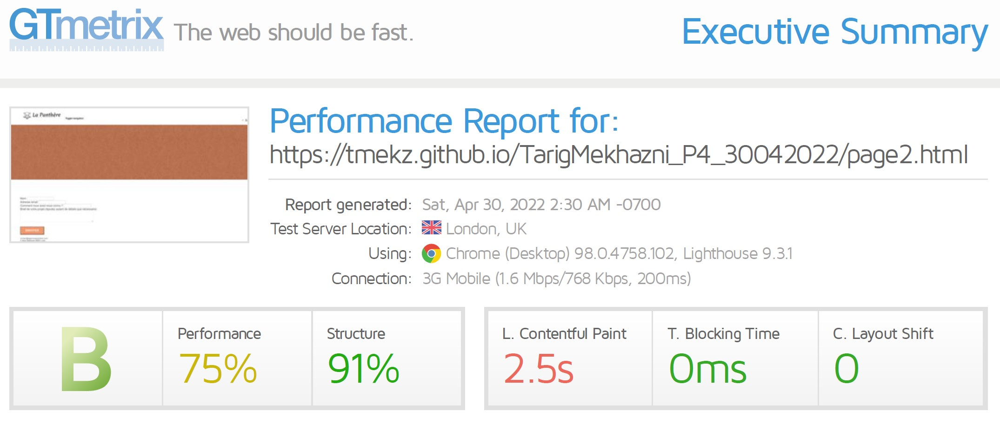 GTmetrix The web should be fast.
Executive Summary
La Panthère
Toggle navigation
Performance Report for:
https://tmekz.github.io/TarigMekhazni_P4_30042022/page2.html
Report generated: Sat, Apr 30, 2022 2:30 AM -0700
Test Server Location: London, UK
Using: Chrome (Desktop) 98.0.4758.102, Lighthouse 9.3.1
Connection: 3G Mobile (1.6 Mbps/768 Kbps, 200ms)
B
Performance
75%
Structure
91%
L. Contentful Paint
2.5s
T. Blocking Time
0ms
C. Layout Shift
0